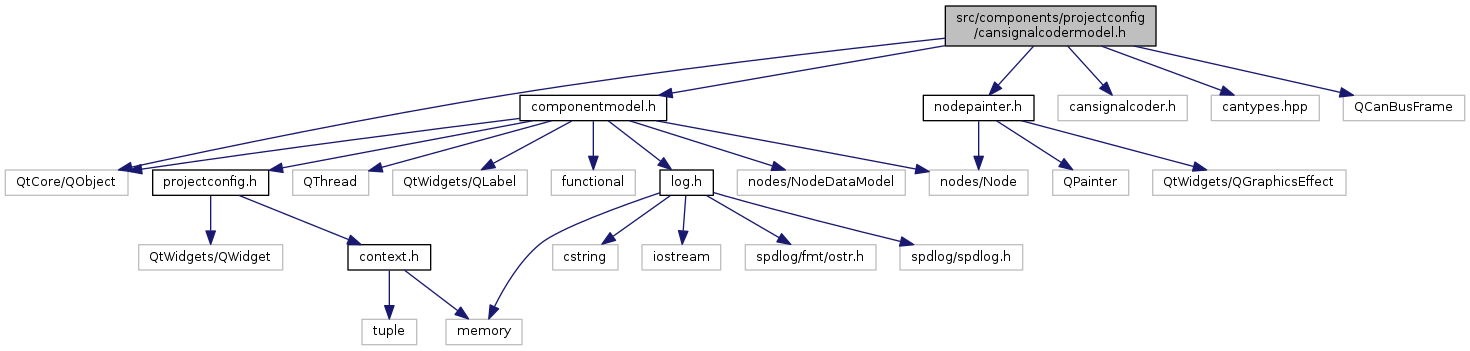 src/components/projectconfig
/cansignalcodermodel.h
componentmodel.h
nodepainter.h
cansignalcoder.h
cantypes.hpp
QCanBusFrame
QtCore/QObject
projectconfig.h
QThread
QtWidgets/QLabel
functional
log.h
nodes/NodeDataModel
nodes/Node
QPainter
QtWidgets/QGraphicsEffect
QtWidgets/QWidget
context.h
cstring
iostream
spdlog/fmt/ostr.h
spdlog/spdlog.h
tuple
memory